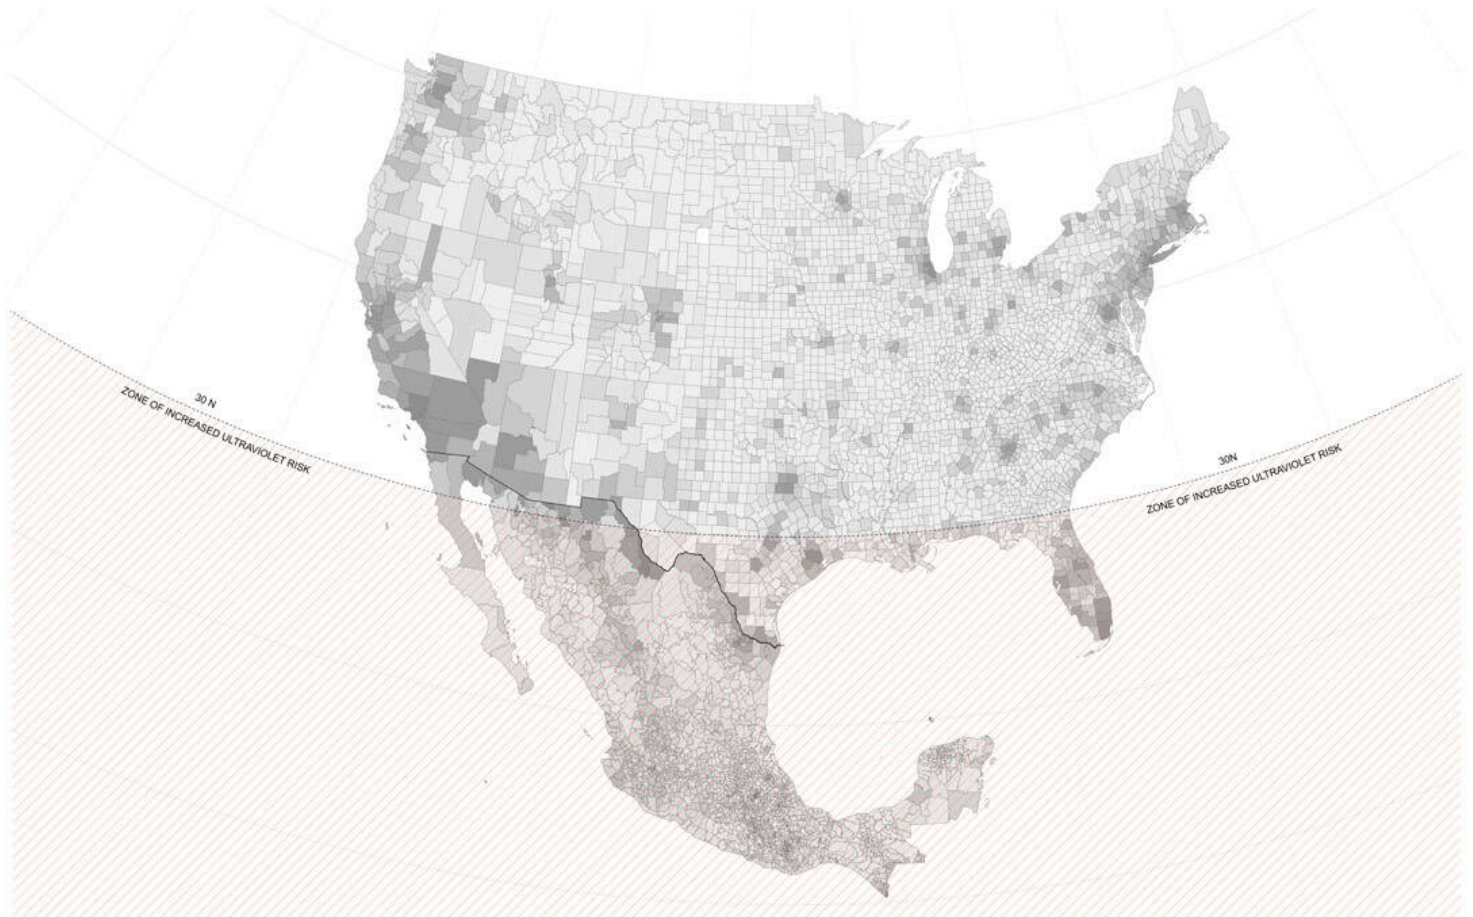 30 N
ZONE OF INCREASED ULTRAVIOLET RISK
30N
ZONE OF INCREASED ULTRAVIOLET RISK